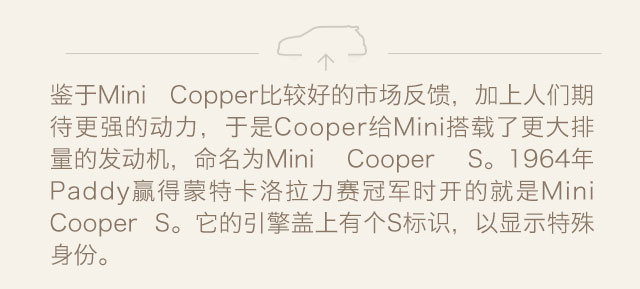 鉴于Mini Copper比较好的市场反馈，加上人们期
待更强的动力，于是Cooper给Mini搭载了更大排
量的发动机，命名为Mini Cooper S。1964年
Paddy赢得蒙特卡洛拉力赛冠军时开的就是Mini
Cooper S。它的引擎盖上有个S标识，以显示特殊
身份。